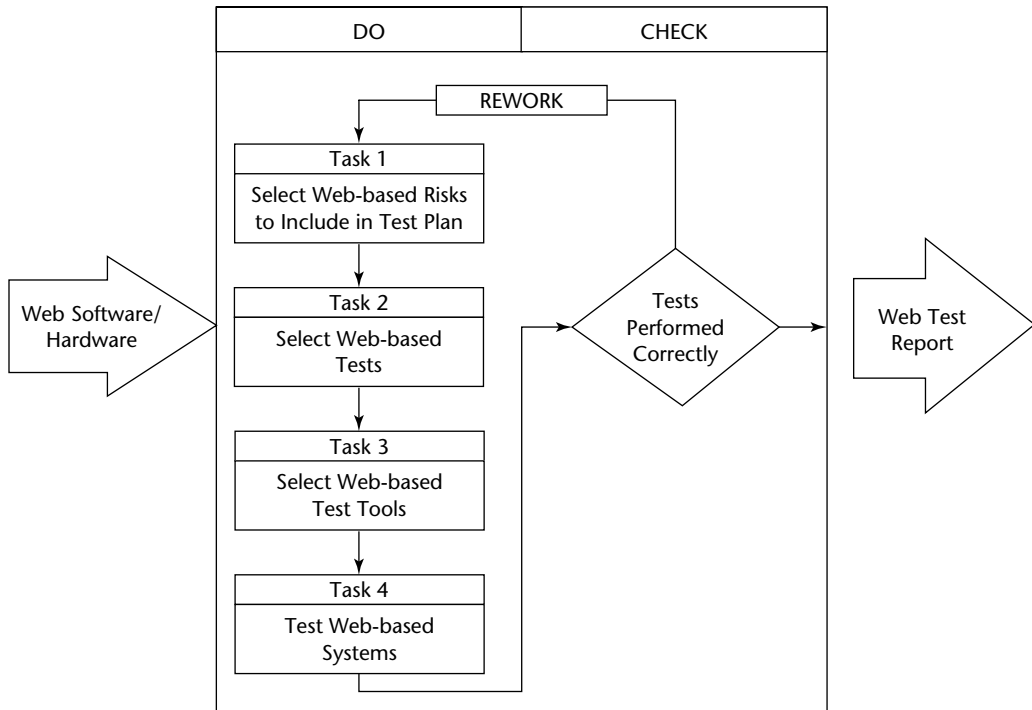 DO
CHECK
REWORK
Task 1
Select Web-based Risks
to Include in Test Plan
Task 2
Select Web-based
Tests
Task 3
Select Web-based
Test Tools
Task 4
Test Web-based
Systems
Web Software/
Hardware
Tests
Performed
Correctly
Web Test
Report